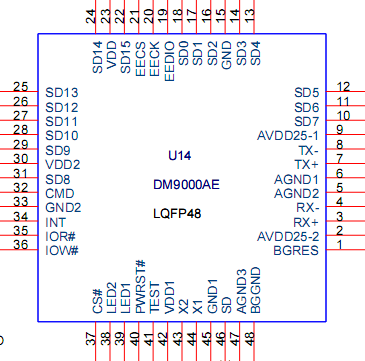 24 23 22 21 20 19 18 17 16 15 14 13
SD14 VDD SD15 EECS EECK EEDIO SD0 SD1 SD2 GND SD3 SD4
25 SD13 SD5 12
26 SD12 SD6 11
27 SD11 SD7 10
28 SD10 AVDD25-1 9
29 SD9 TX- 8
30 VDD2 TX+ 7
31 SD8 AGND1 6
32 CMD AGND2 5
33 GND2 RX- 4
34 INT RX+ 3
35 IOR# AVDD25-2 2
36 IOW# BGRES 1
U14
DM9000AE
LQFP48
CS# LED2 LED1 PWRST# TEST VDD1 X2 X1 GND1 SD AGND3 BGGND
37 38 39 40 41 42 43 44 45 46 47 48